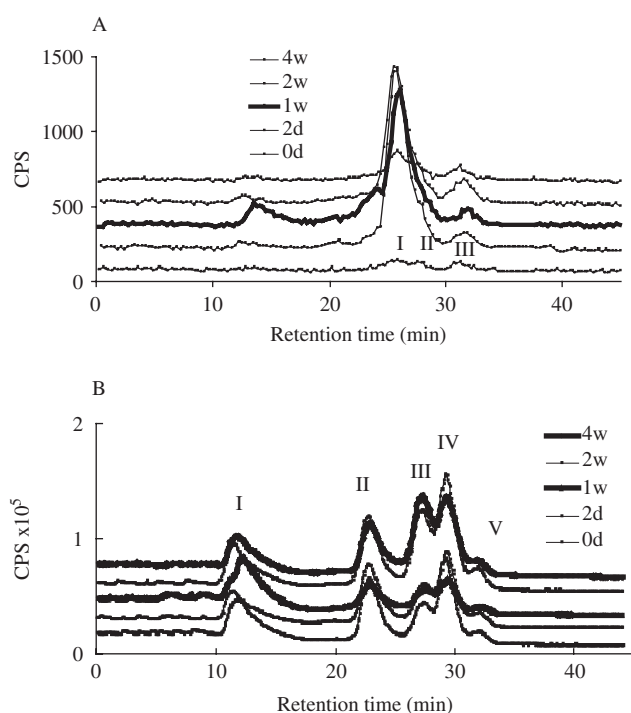 A
1500
1000
500
0
CPS
4w
2w
1w
2d
0d
I
II
III
0 10 20 30 40
Retention time (min)
B
2
1
0
CPS x10⁵
I
II
III
IV
V
4w
2w
1w
2d
0d
0 10 20 30 40
Retention time (min)